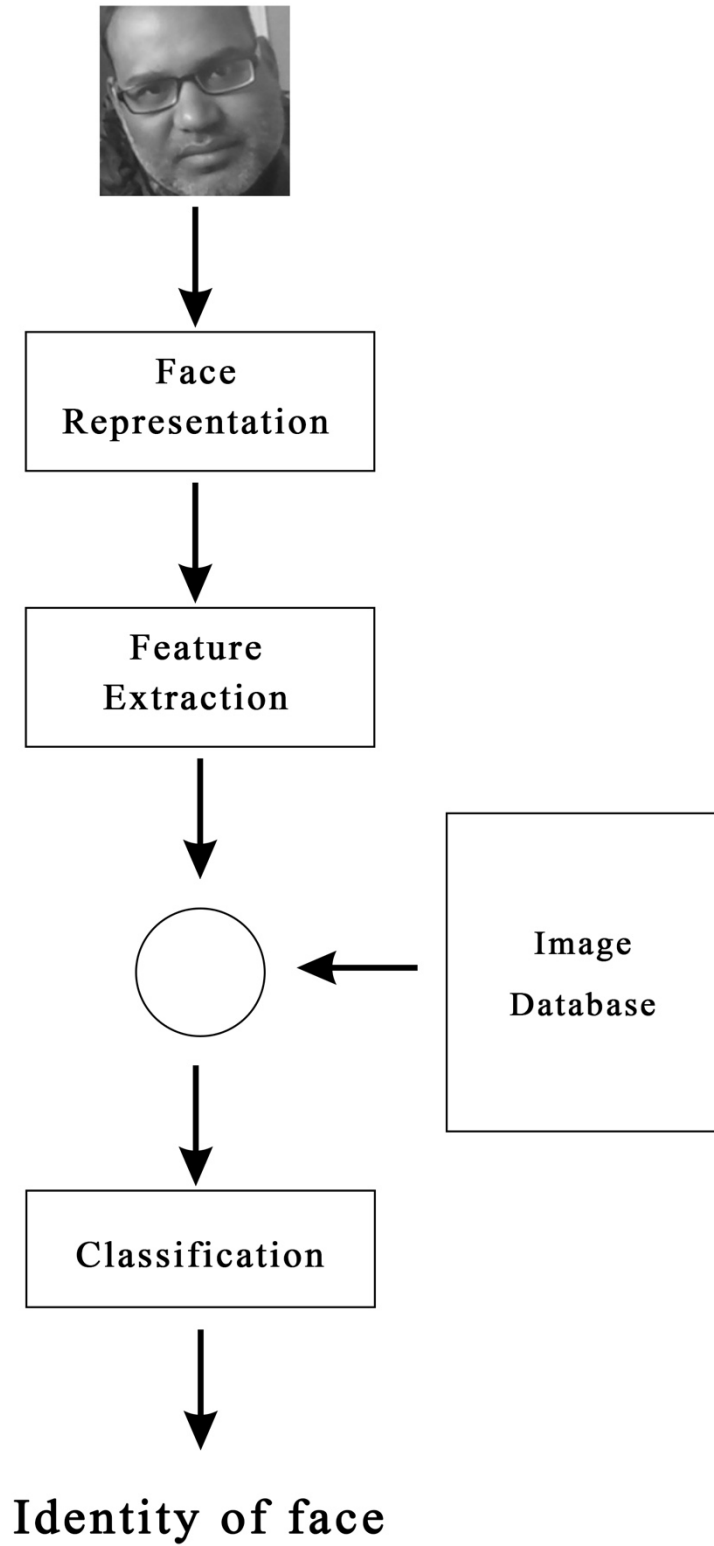 Face
Representation
Feature
Extraction
Image
Database
Classification
Identity of face